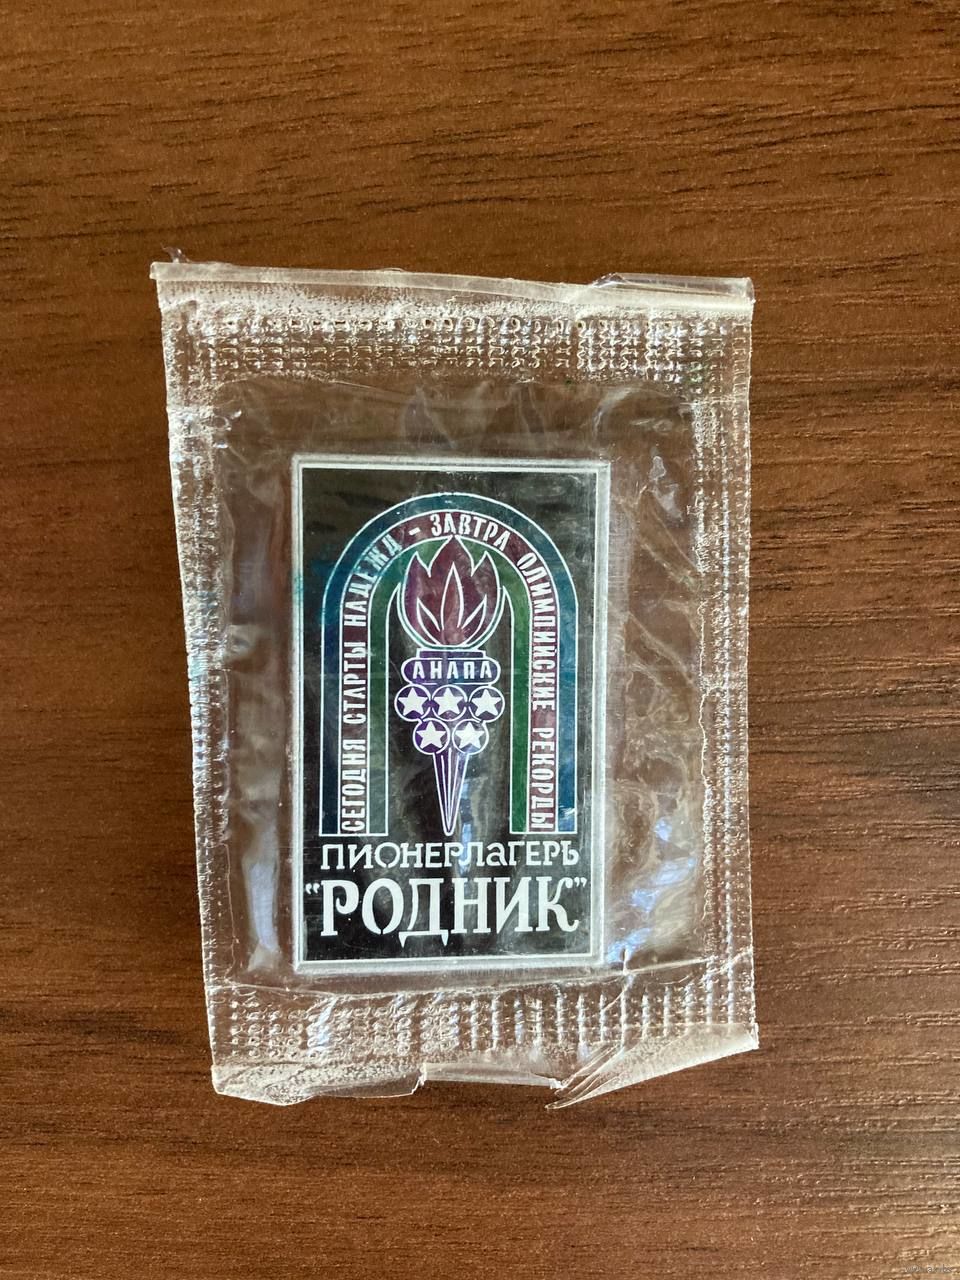 СЕГОДНЯ СТАРТЫ НАДЕЖД - ЗАВТРА ОЛИМПИЙСКИЕ РЕКОРДЫ
АНАПА
ПИОНЕРЛАГЕРЬ
"РОДНИК"